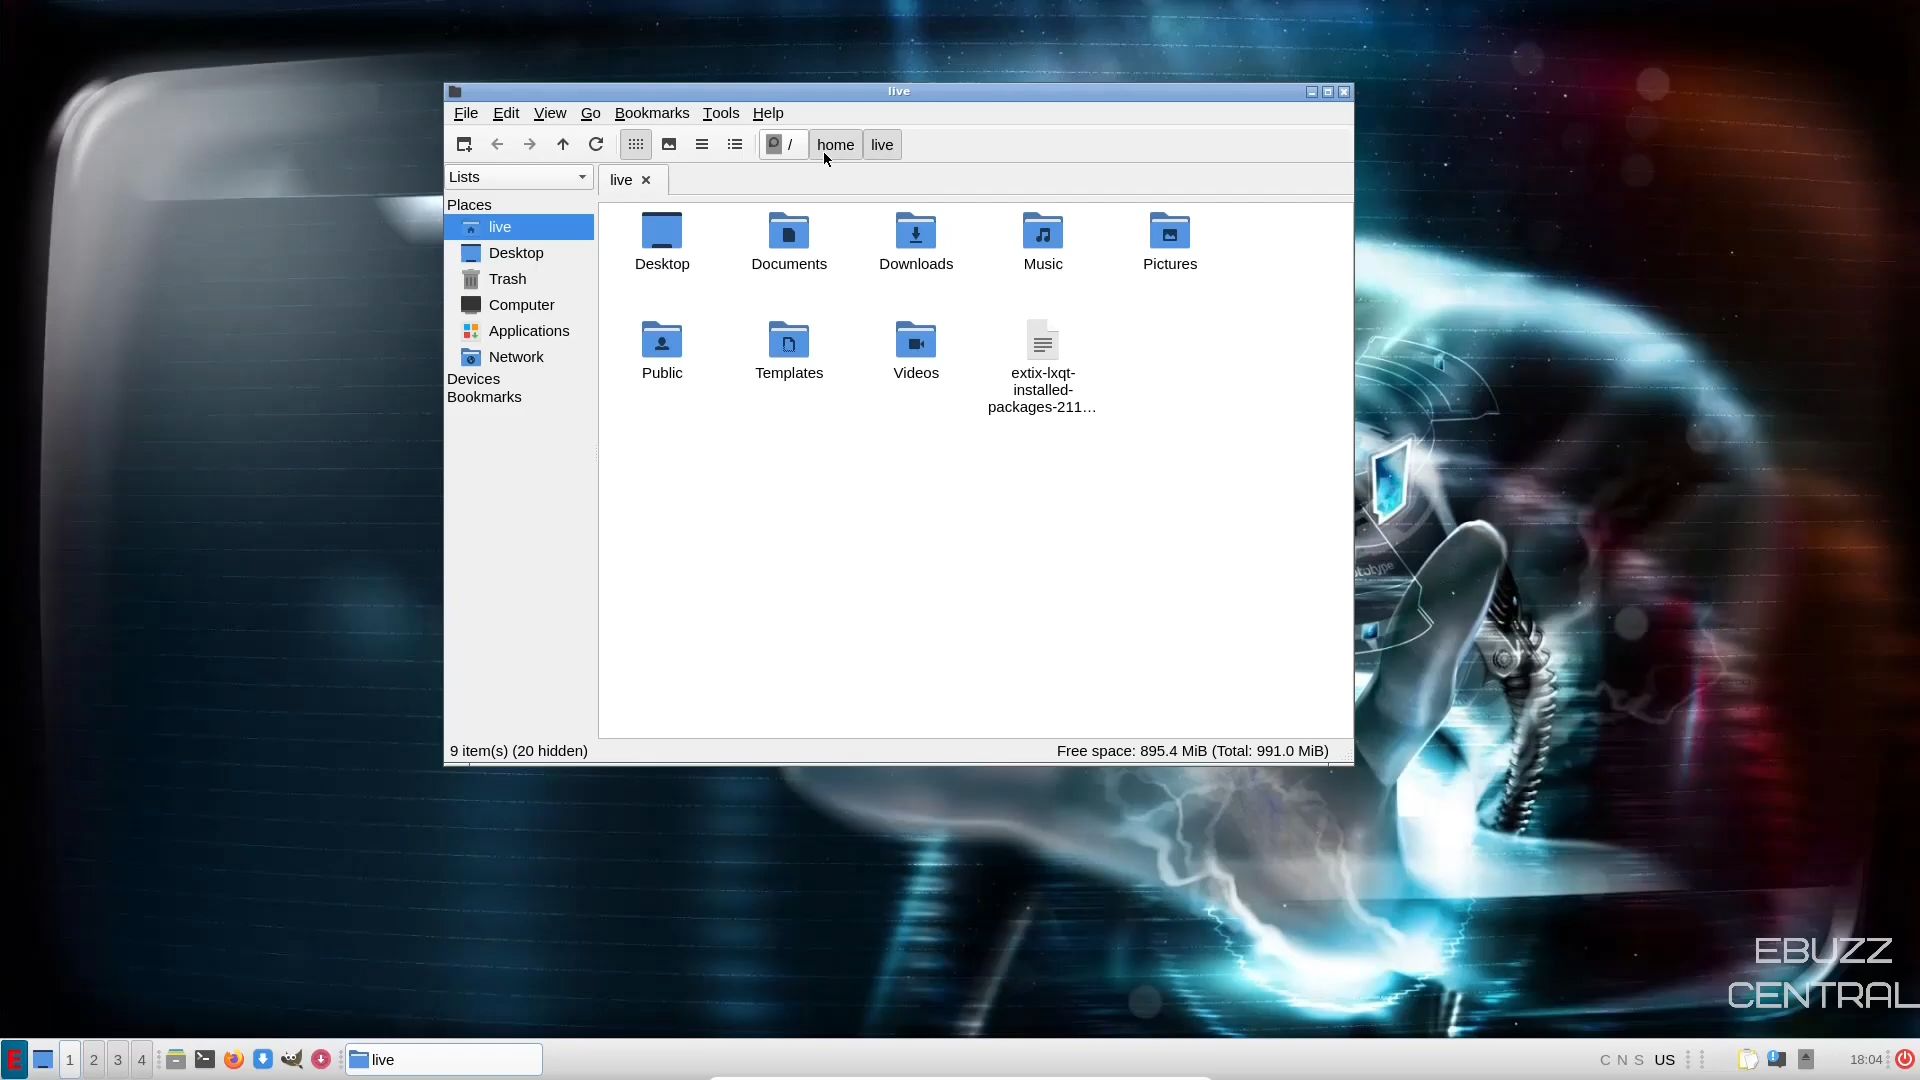 live
File Edit View Go Bookmarks Tools Help
/ home live
Lists
live
Places
live
Desktop
Trash
Computer
Applications
Network
Devices
Bookmarks
Desktop Documents Downloads Music Pictures
Public Templates Videos extix-lxqt-
installed-
packages-211…
9 item(s) (20 hidden) Free space: 895.4 MiB (Total: 991.0 MiB)
EBUZZ
CENTRAL
E 1 2 3 4 live C N S US 18:04